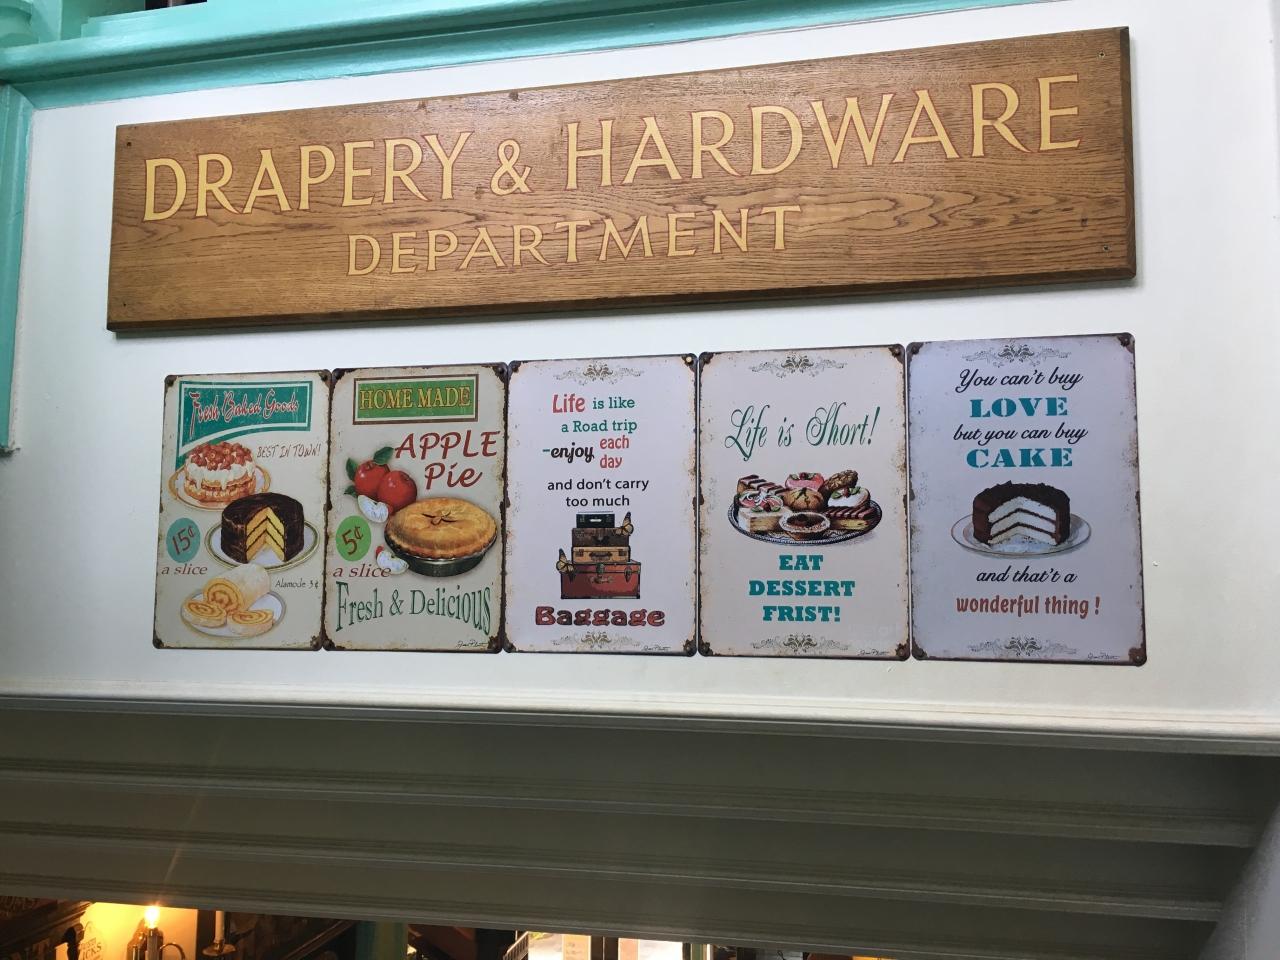 DRAPERY & HARDWARE
DEPARTMENT
Fresh Baked Goods
BEST IN TOWN!
15¢
a slice
Alamode 3¢
HOME MADE
APPLE
Pie
5¢
a slice
Fresh & Delicious
Life is like
a Road trip
-enjoy each
day
and don't carry
too much
Baggage
Life is Short!
EAT
DESSERT
FRIST!
You can't buy
LOVE
but you can buy
CAKE
and that's a
wonderful thing!